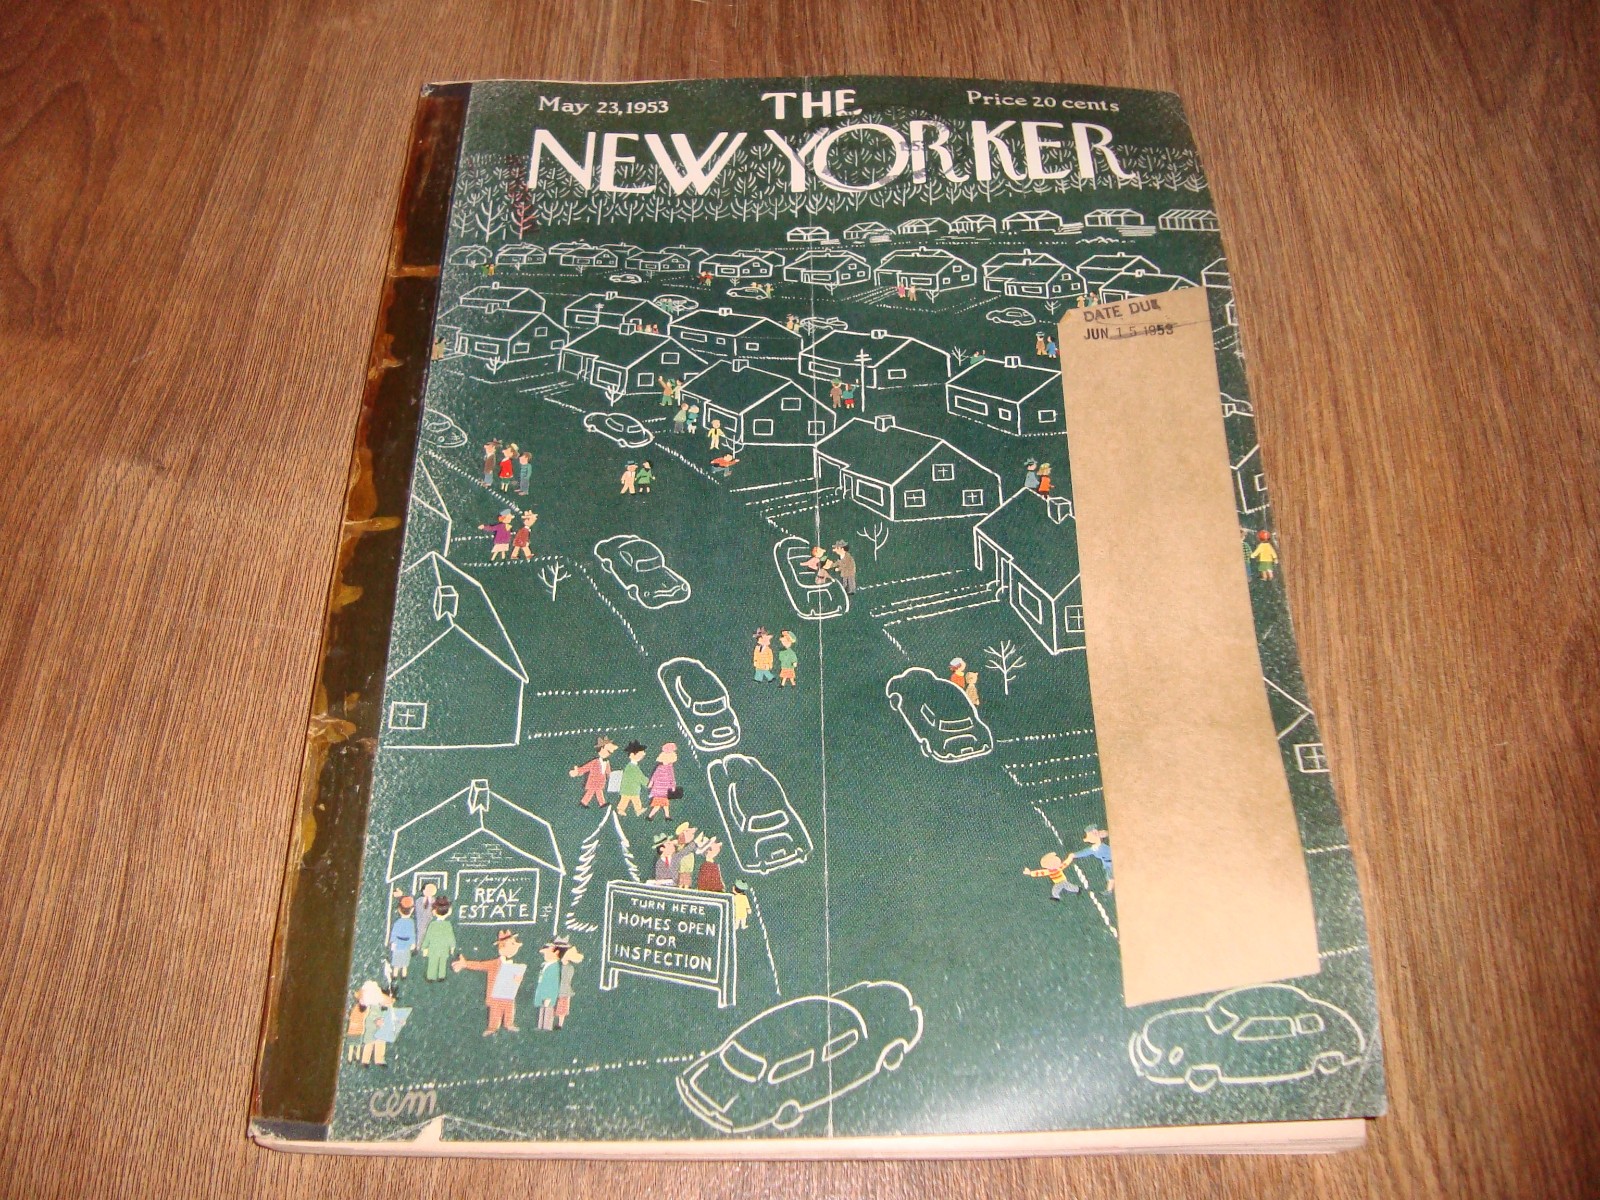 May 23, 1953
THE
Price 20 cents
NEW YORKER
DATE DUE
JUN 15 1953
REAL
ESTATE
TURN HERE
HOMES OPEN
FOR
INSPECTION
cem